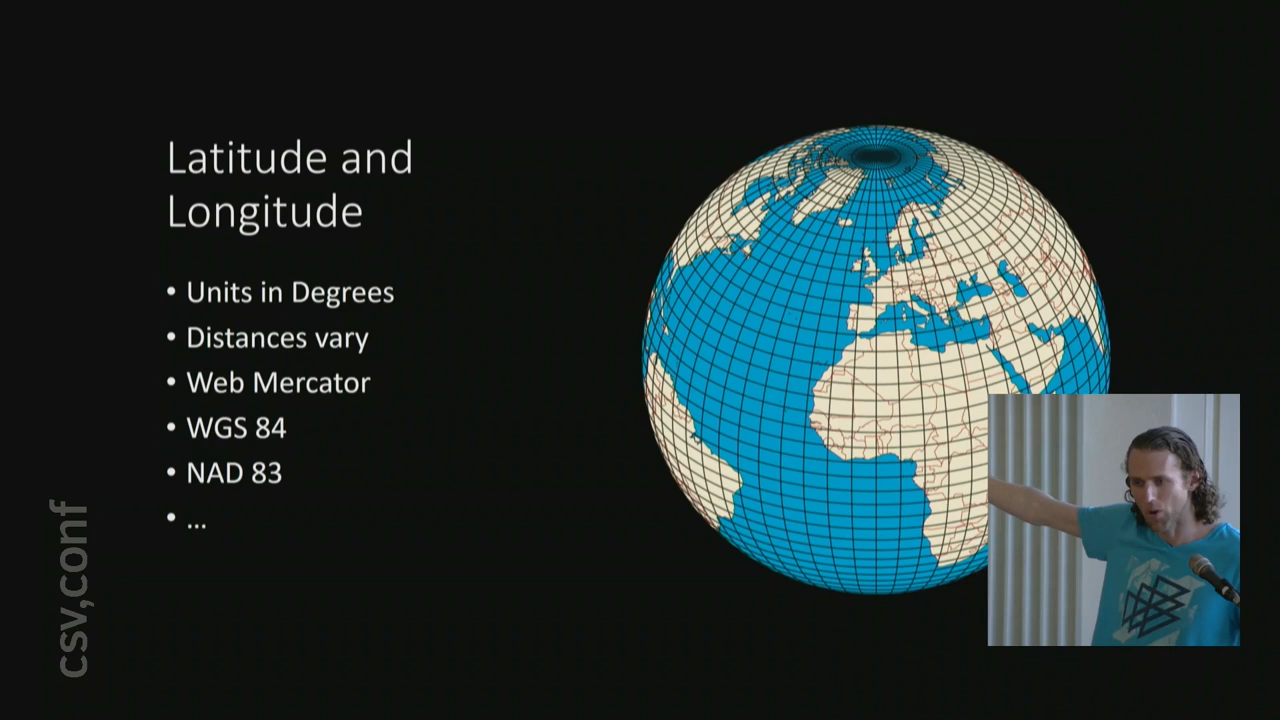 Latitude and
Longitude
• Units in Degrees
• Distances vary
• Web Mercator
• WGS 84
• NAD 83
• ...
csv,conf